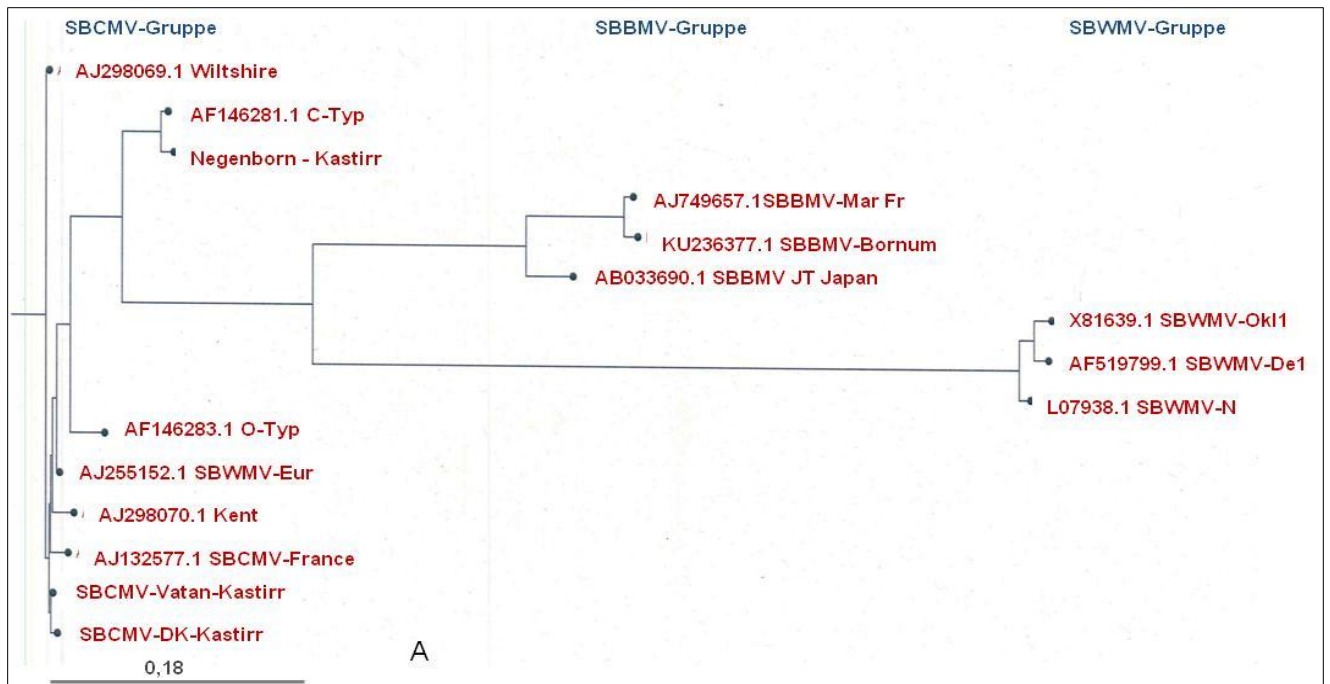 SBCMV-Gruppe SBBMV-Gruppe SBWMV-Gruppe
AJ298069.1 Wiltshire
AF146281.1 C-Typ
Negenborn - Kastirr
AJ749657.1SBBMV-Mar Fr
KU236377.1 SBBMV-Bornum
AB033690.1 SBBMV JT Japan
X81639.1 SBWMV-Okl1
AF519799.1 SBWMV-De1
L07938.1 SBWMV-N
AF146283.1 O-Typ
AJ255152.1 SBWMV-Eur
AJ298070.1 Kent
AJ132577.1 SBCMV-France
SBCMV-Vatan-Kastirr
SBCMV-DK-Kastirr
A
0,18